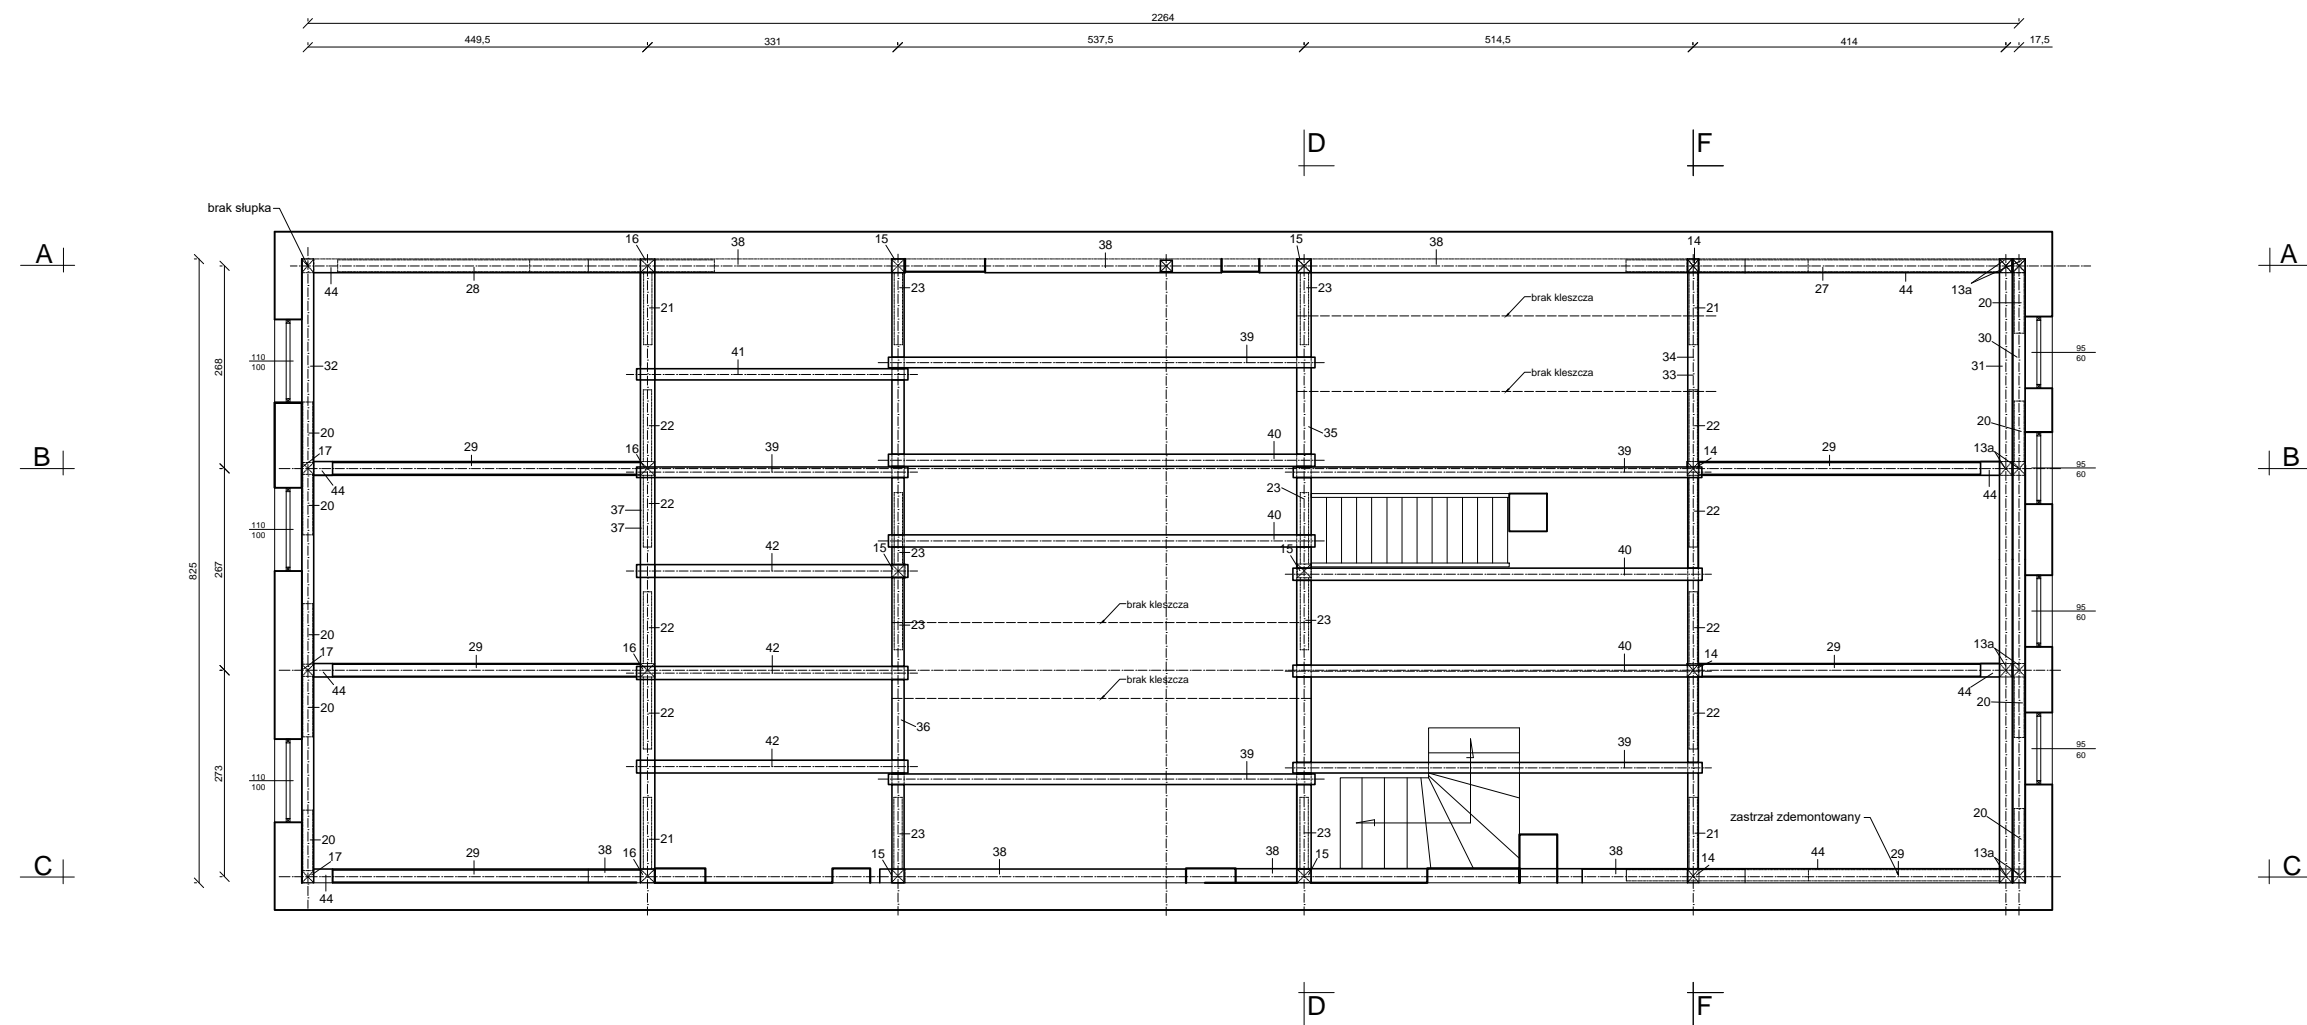 2264
449,5 331 537,5 514,5 414 17,5
D F
brak słupka
A 16 38 15 38 15 38 14 A
44 28 23 23 27 44 13a
20
21 brak kleszcza 21
268 110
100 32 41 39 34 30 95
60
33 31
brak kleszcza
20 22 40 35 22 20
B 17 29 16 39 39 14 29 13a B
95
60
44 20 22 23 44
37 22
110
100 37 40
825 267 42 15 23 15 40
brak kleszcza 95
60
20 22 23 23 22
17 29 16 42 40 14 29 13a
44 brak kleszcza 44
20 22 36 22 20
42 39 39 95
60
273 110
100
20 21 23 23 zastrzał zdemontowany 21 20
C 17 29 38 16 15 38 38 15 38 14 44 29 13a C
44
D F